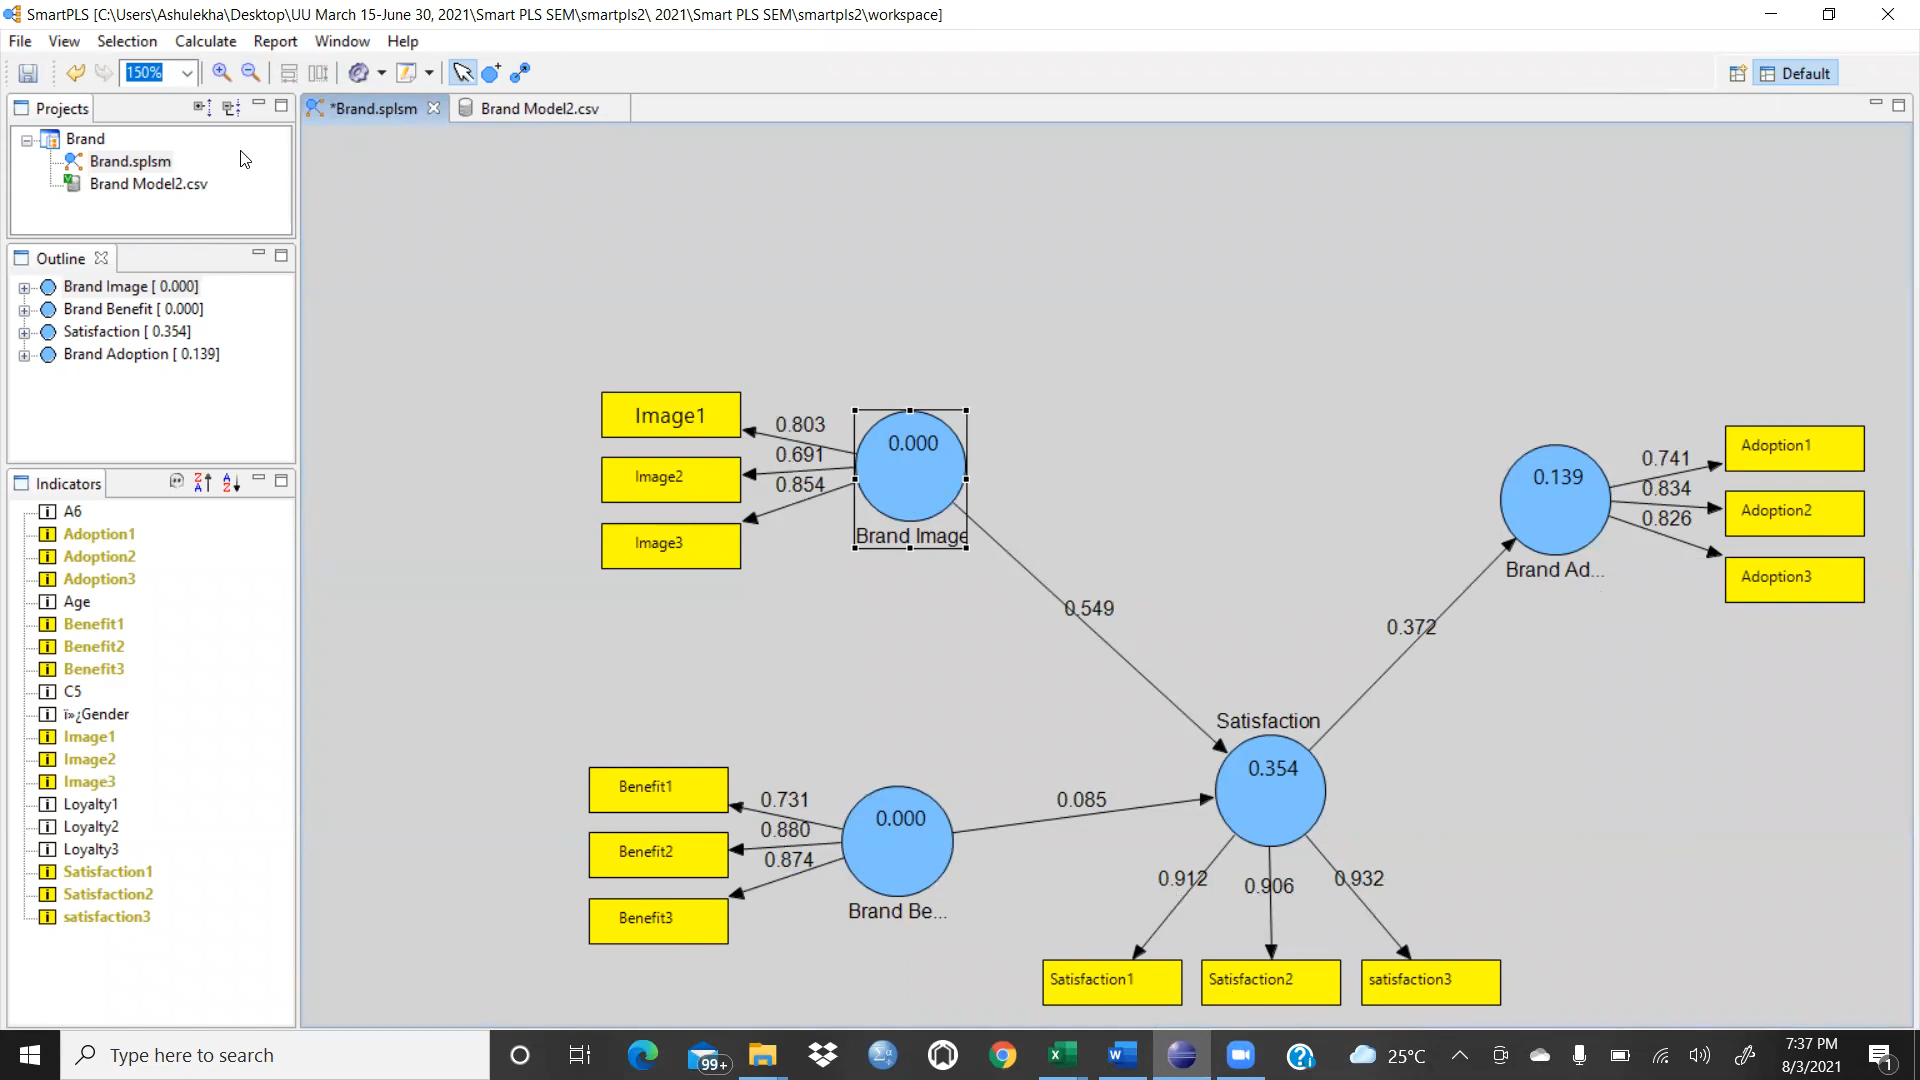 SmartPLS [C:\Users\Ashulekha\Desktop\UU March 15-June 30, 2021\Smart PLS SEM\smartpls2\ 2021\Smart PLS SEM\smartpls2\workspace]
File View Selection Calculate Report Window Help
150%
Default
Projects
*Brand.splsm
Brand Model2.csv
Brand
Brand.splsm
Brand Model2.csv
Outline
Brand Image [ 0.000]
Brand Benefit [ 0.000]
Satisfaction [ 0.354]
Brand Adoption [ 0.139]
Indicators
A6
Adoption1
Adoption2
Adoption3
Age
Benefit1
Benefit2
Benefit3
C5
ï»¿Gender
Image1
Image2
Image3
Loyalty1
Loyalty2
Loyalty3
Satisfaction1
Satisfaction2
satisfaction3
Image1
Image2
Image3
0.803
0.691
0.854
0.000
Brand Image
0.549
0.139
Brand Ad...
0.741
0.834
0.826
Adoption1
Adoption2
Adoption3
0.372
Satisfaction
0.354
Benefit1
Benefit2
Benefit3
0.731
0.880
0.874
0.000
Brand Be...
0.085
0.912
0.906
0.932
Satisfaction1
Satisfaction2
satisfaction3
Type here to search
99+
25°C
7:37 PM
8/3/2021
1